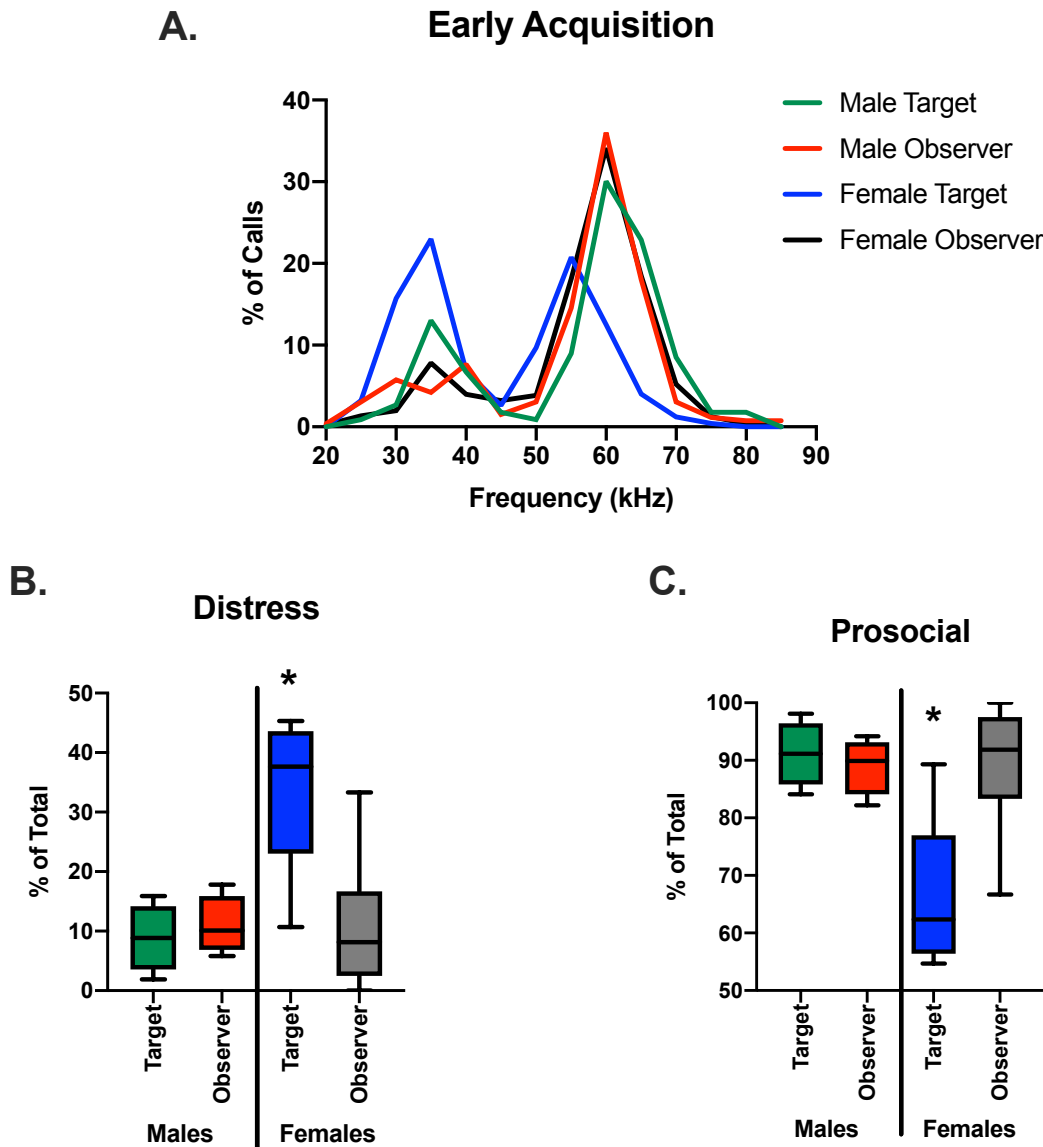 A.
Early Acquisition
40
30
20
10
0
% of Calls
20 30 40 50 60 70 80 90
Frequency (kHz)
Male Target
Male Observer
Female Target
Female Observer
B.
Distress
*
50
40
30
20
10
0
% of Total
Target
Observer
Target
Observer
Males
Females
C.
Prosocial
*
100
90
80
70
60
50
% of Total
Target
Observer
Target
Observer
Males
Females